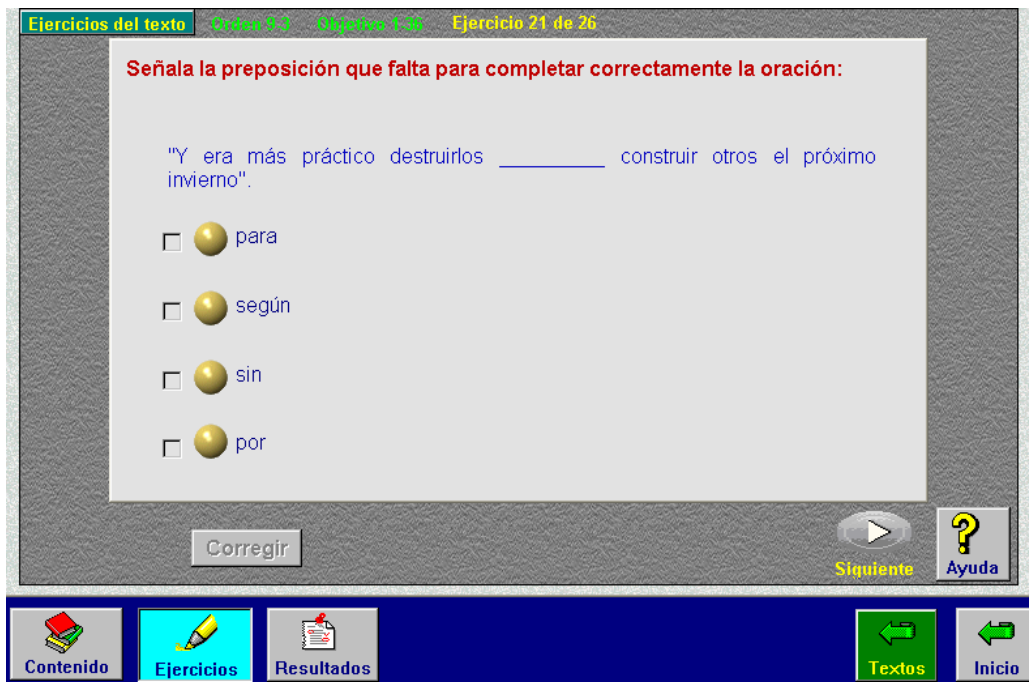 Ejercicios del texto Orden 9-3 Objetivo 1-36 Ejercicio 21 de 26
Señala la preposición que falta para completar correctamente la oración:
"Y era más práctico destruirlos _________ construir otros el próximo
invierno".
para
según
sin
por
Corregir
Siguiente
Ayuda
Contenido
Ejercicios
Resultados
Textos
Inicio